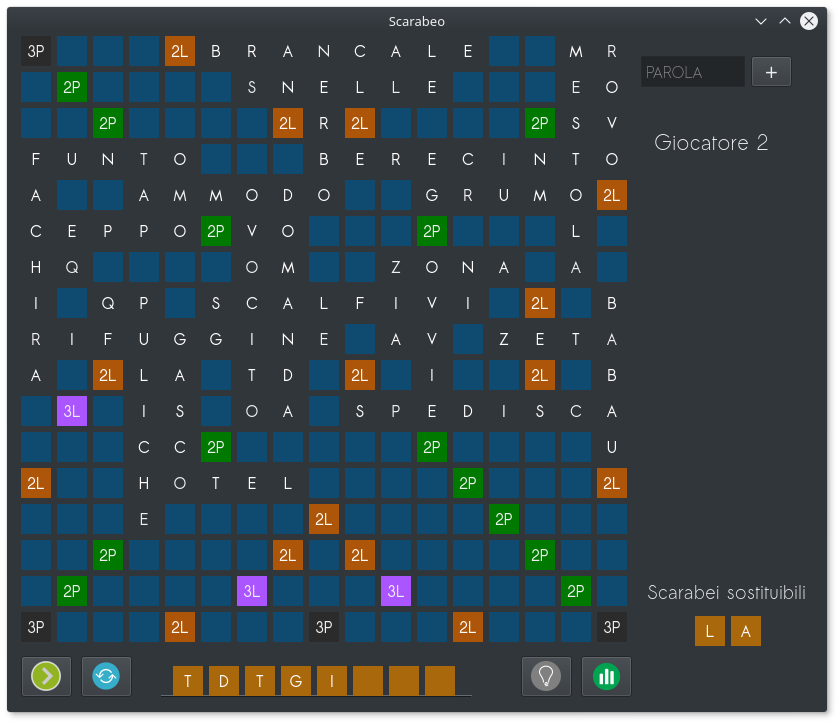 Scarabeo
3P 2L B R A N C A L E M R
2P S N E L L E E O
2P 2L R 2L 2P S V
F U N T O B E R E C I N T O
A A M M O D O G R U M O 2L
C E P P O 2P V O 2P L
H Q O M Z O N A A
I Q P S C A L F I V I 2L B
R I F U G G I N E A V Z E T A
A 2L L A T D 2L I 2L B
3L I S O A S P E D I S C A
C C 2P 2P U
2L H O T E L 2P 2L
E 2L 2P
2P 2L 2L 2P
2P 3L 3L 2P
3P 2L 3P 2L 3P
PAROLA +
Giocatore 2
Scarabei sostituibili
L A
T D T G I